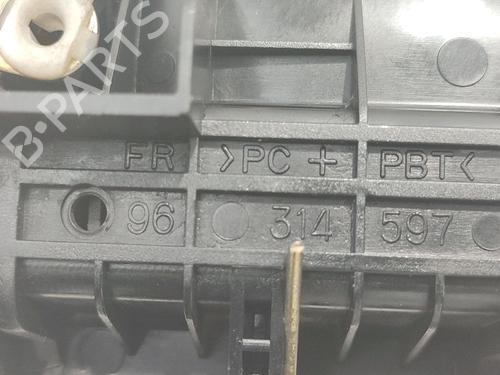 B-PARTS
FR >PC + PBT<
96 314 597